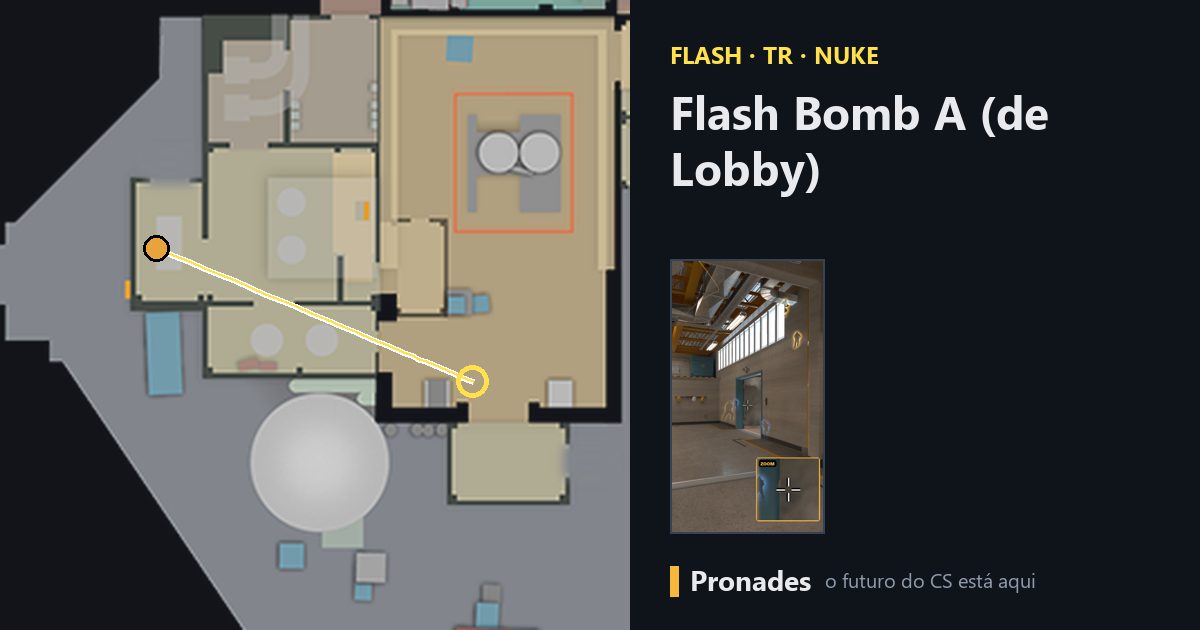 FLASH · TR · NUKE
Flash Bomb A (de
Lobby)
ZOOM
Pronades o futuro do CS está aqui